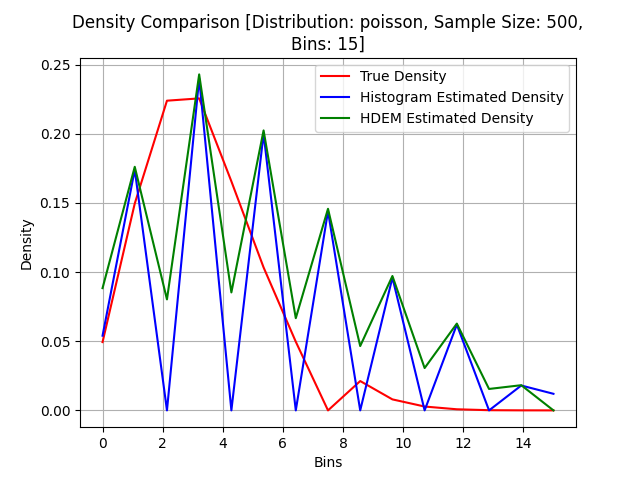 Density Comparison [Distribution: poisson, Sample Size: 500,
Bins: 15]
True Density
Histogram Estimated Density
HDEM Estimated Density
Density
0.25
0.20
0.15
0.10
0.05
0.00
0 2 4 6 8 10 12 14
Bins